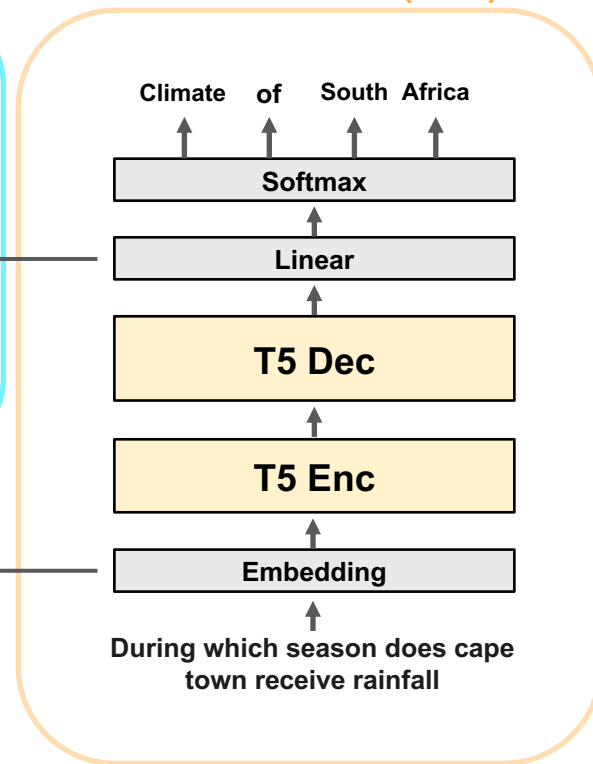 Climate of South Africa
Softmax
Linear
T5 Dec
T5 Enc
Embedding
During which season does cape
town receive rainfall